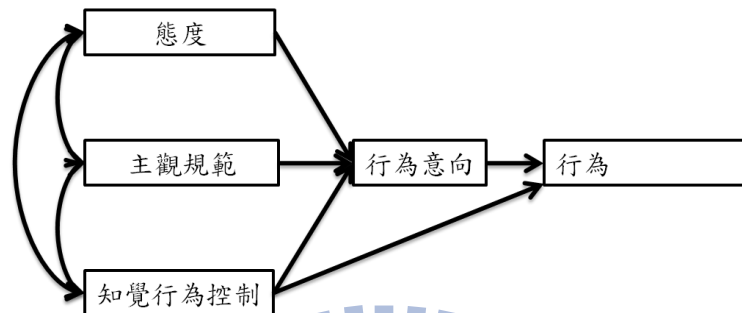 態度
主觀規範
行為意向
行為
知覺行為控制